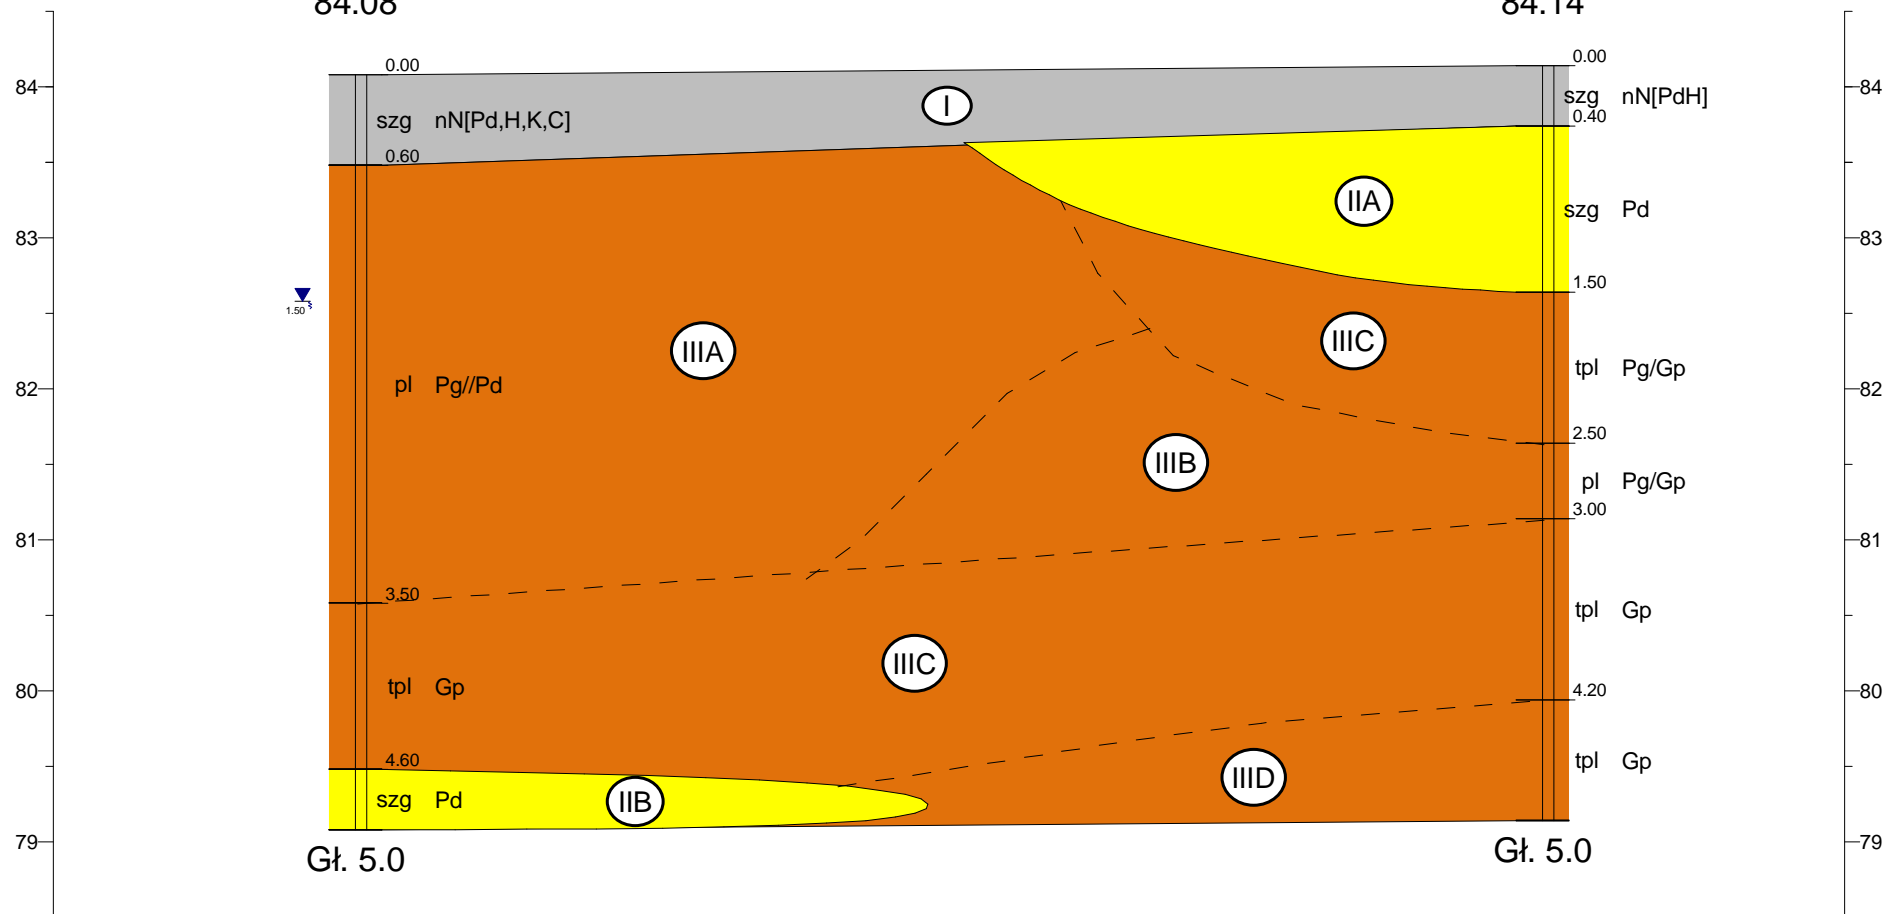 84.08 84.14
0.00 0.00
84 84
I
szg nN[PdH]
szg nN[Pd,H,K,C]
0.40
0.60
IIA
szg Pd
83 83
1.50
1.50
IIIC
IIIA
tpl Pg/Gp
pl Pg//Pd
82 82
2.50
IIIB
pl Pg/Gp
3.00
81 81
3.50
tpl Gp
IIIC
tpl Gp
80 80
4.20
4.60
tpl Gp
IIID
szg Pd
IIB
79 79
Gł. 5.0 Gł. 5.0